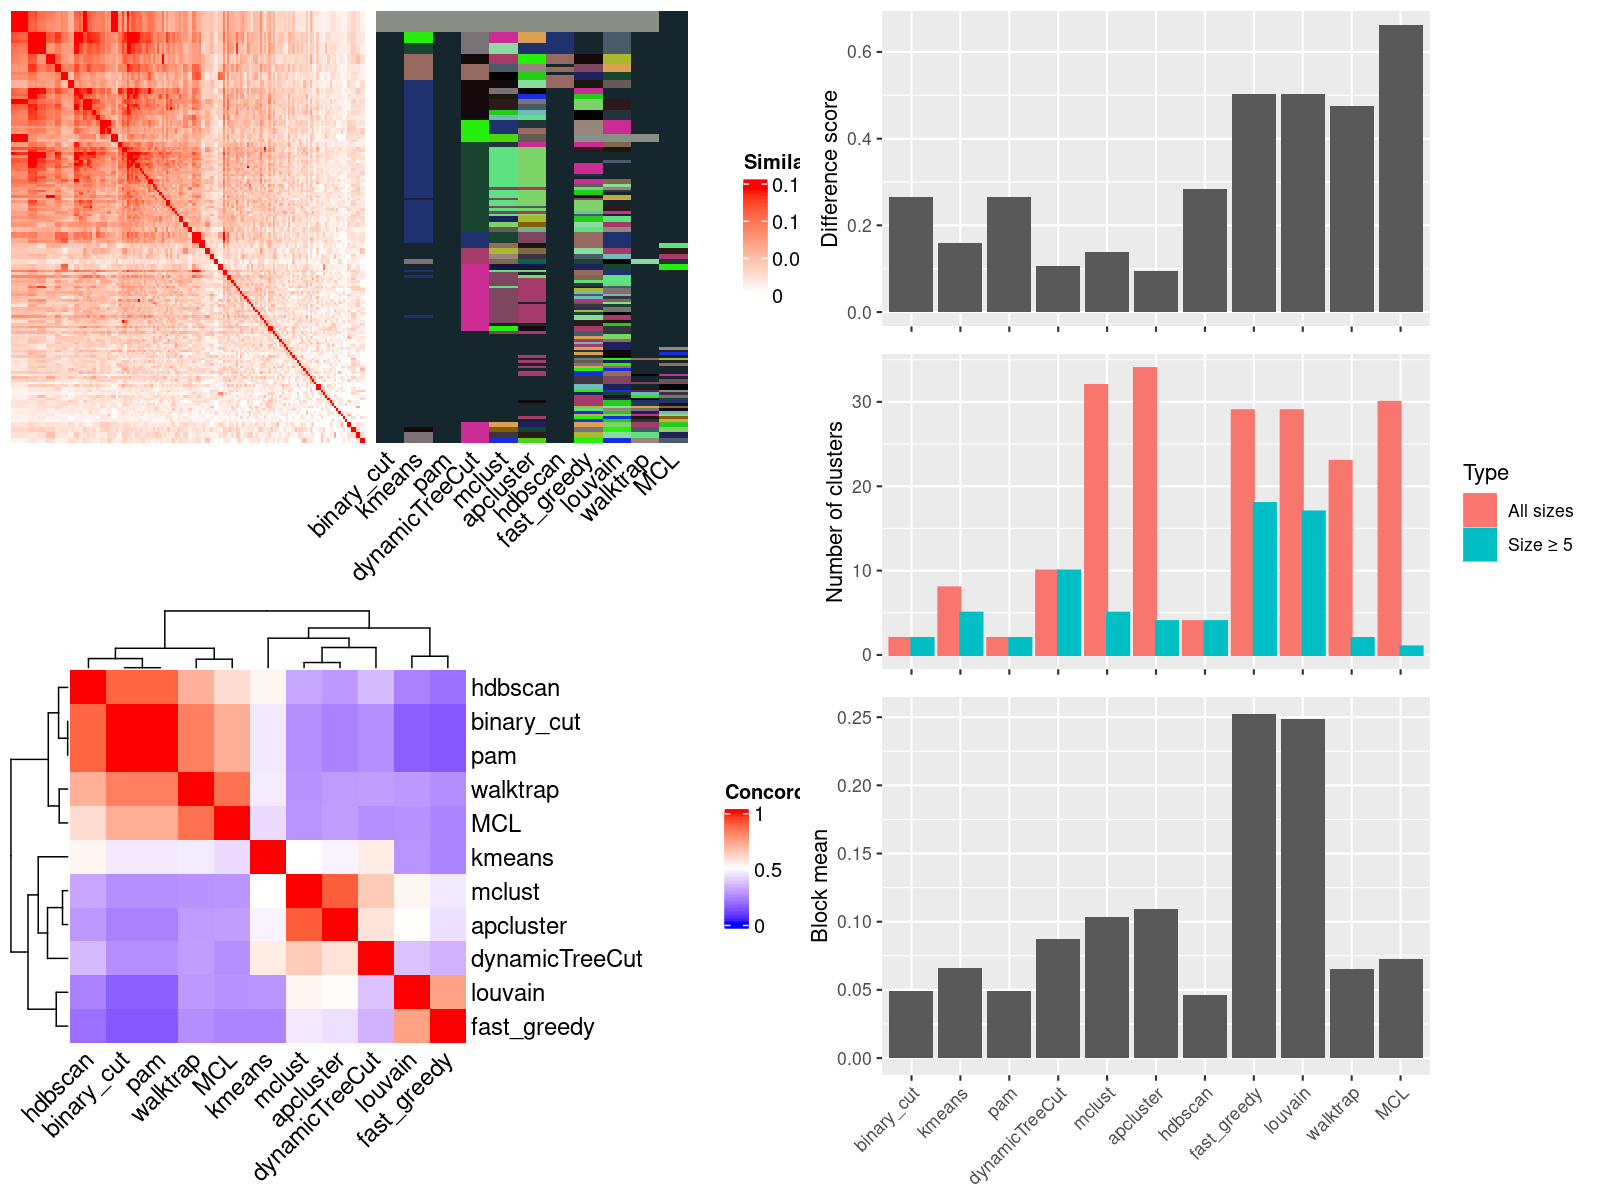 Simila
0.1
0.1
0.0
0
binary_cut
kmeans
pam
dynamicTreeCut
mclust
apcluster
hdbscan
fast_greedy
louvain
walktrap
MCL
hdbscan
binary_cut
pam
walktrap
MCL
kmeans
mclust
apcluster
dynamicTreeCut
louvain
fast_greedy
hdbscan
binary_cut
pam
walktrap
MCL
kmeans
mclust
apcluster
dynamicTreeCut
louvain
fast_greedy
Concord
1
0.5
0
Difference score
0.6
0.4
0.2
0.0
Number of clusters
30
20
10
0
Type
All sizes
Size ≥ 5
Block mean
0.25
0.20
0.15
0.10
0.05
0.00
binary_cut
kmeans
pam
dynamicTreeCut
mclust
apcluster
hdbscan
fast_greedy
louvain
walktrap
MCL